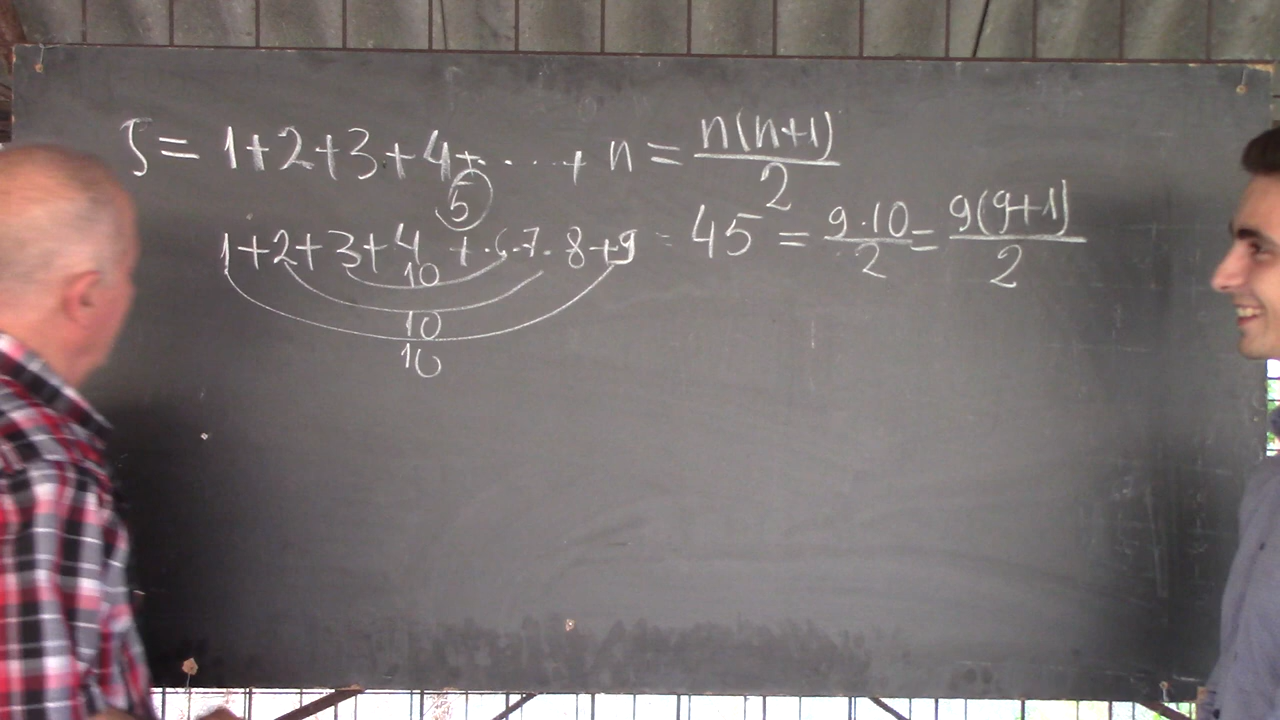 S = 1+2+3+4+.....+ n = n(n+1)/2
5
1+2+3+4 +.6.7.8+9 = 45 = 9.10/2 = 9(9+1)/2
10
10
10